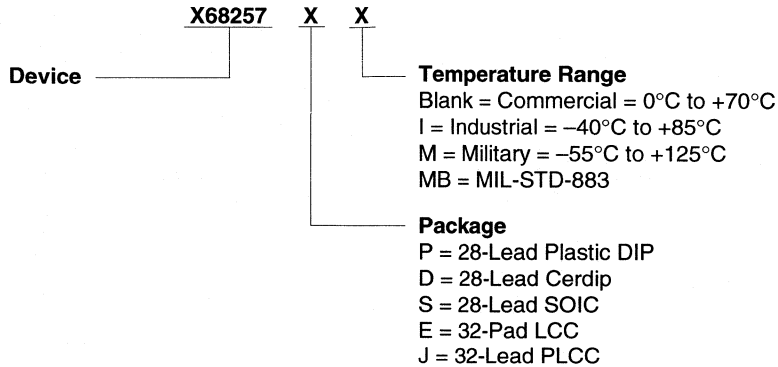 X68257 X X
Device
Temperature Range
Blank = Commercial = 0°C to +70°C
I = Industrial = –40°C to +85°C
M = Military = –55°C to +125°C
MB = MIL-STD-883
Package
P = 28-Lead Plastic DIP
D = 28-Lead Cerdip
S = 28-Lead SOIC
E = 32-Pad LCC
J = 32-Lead PLCC